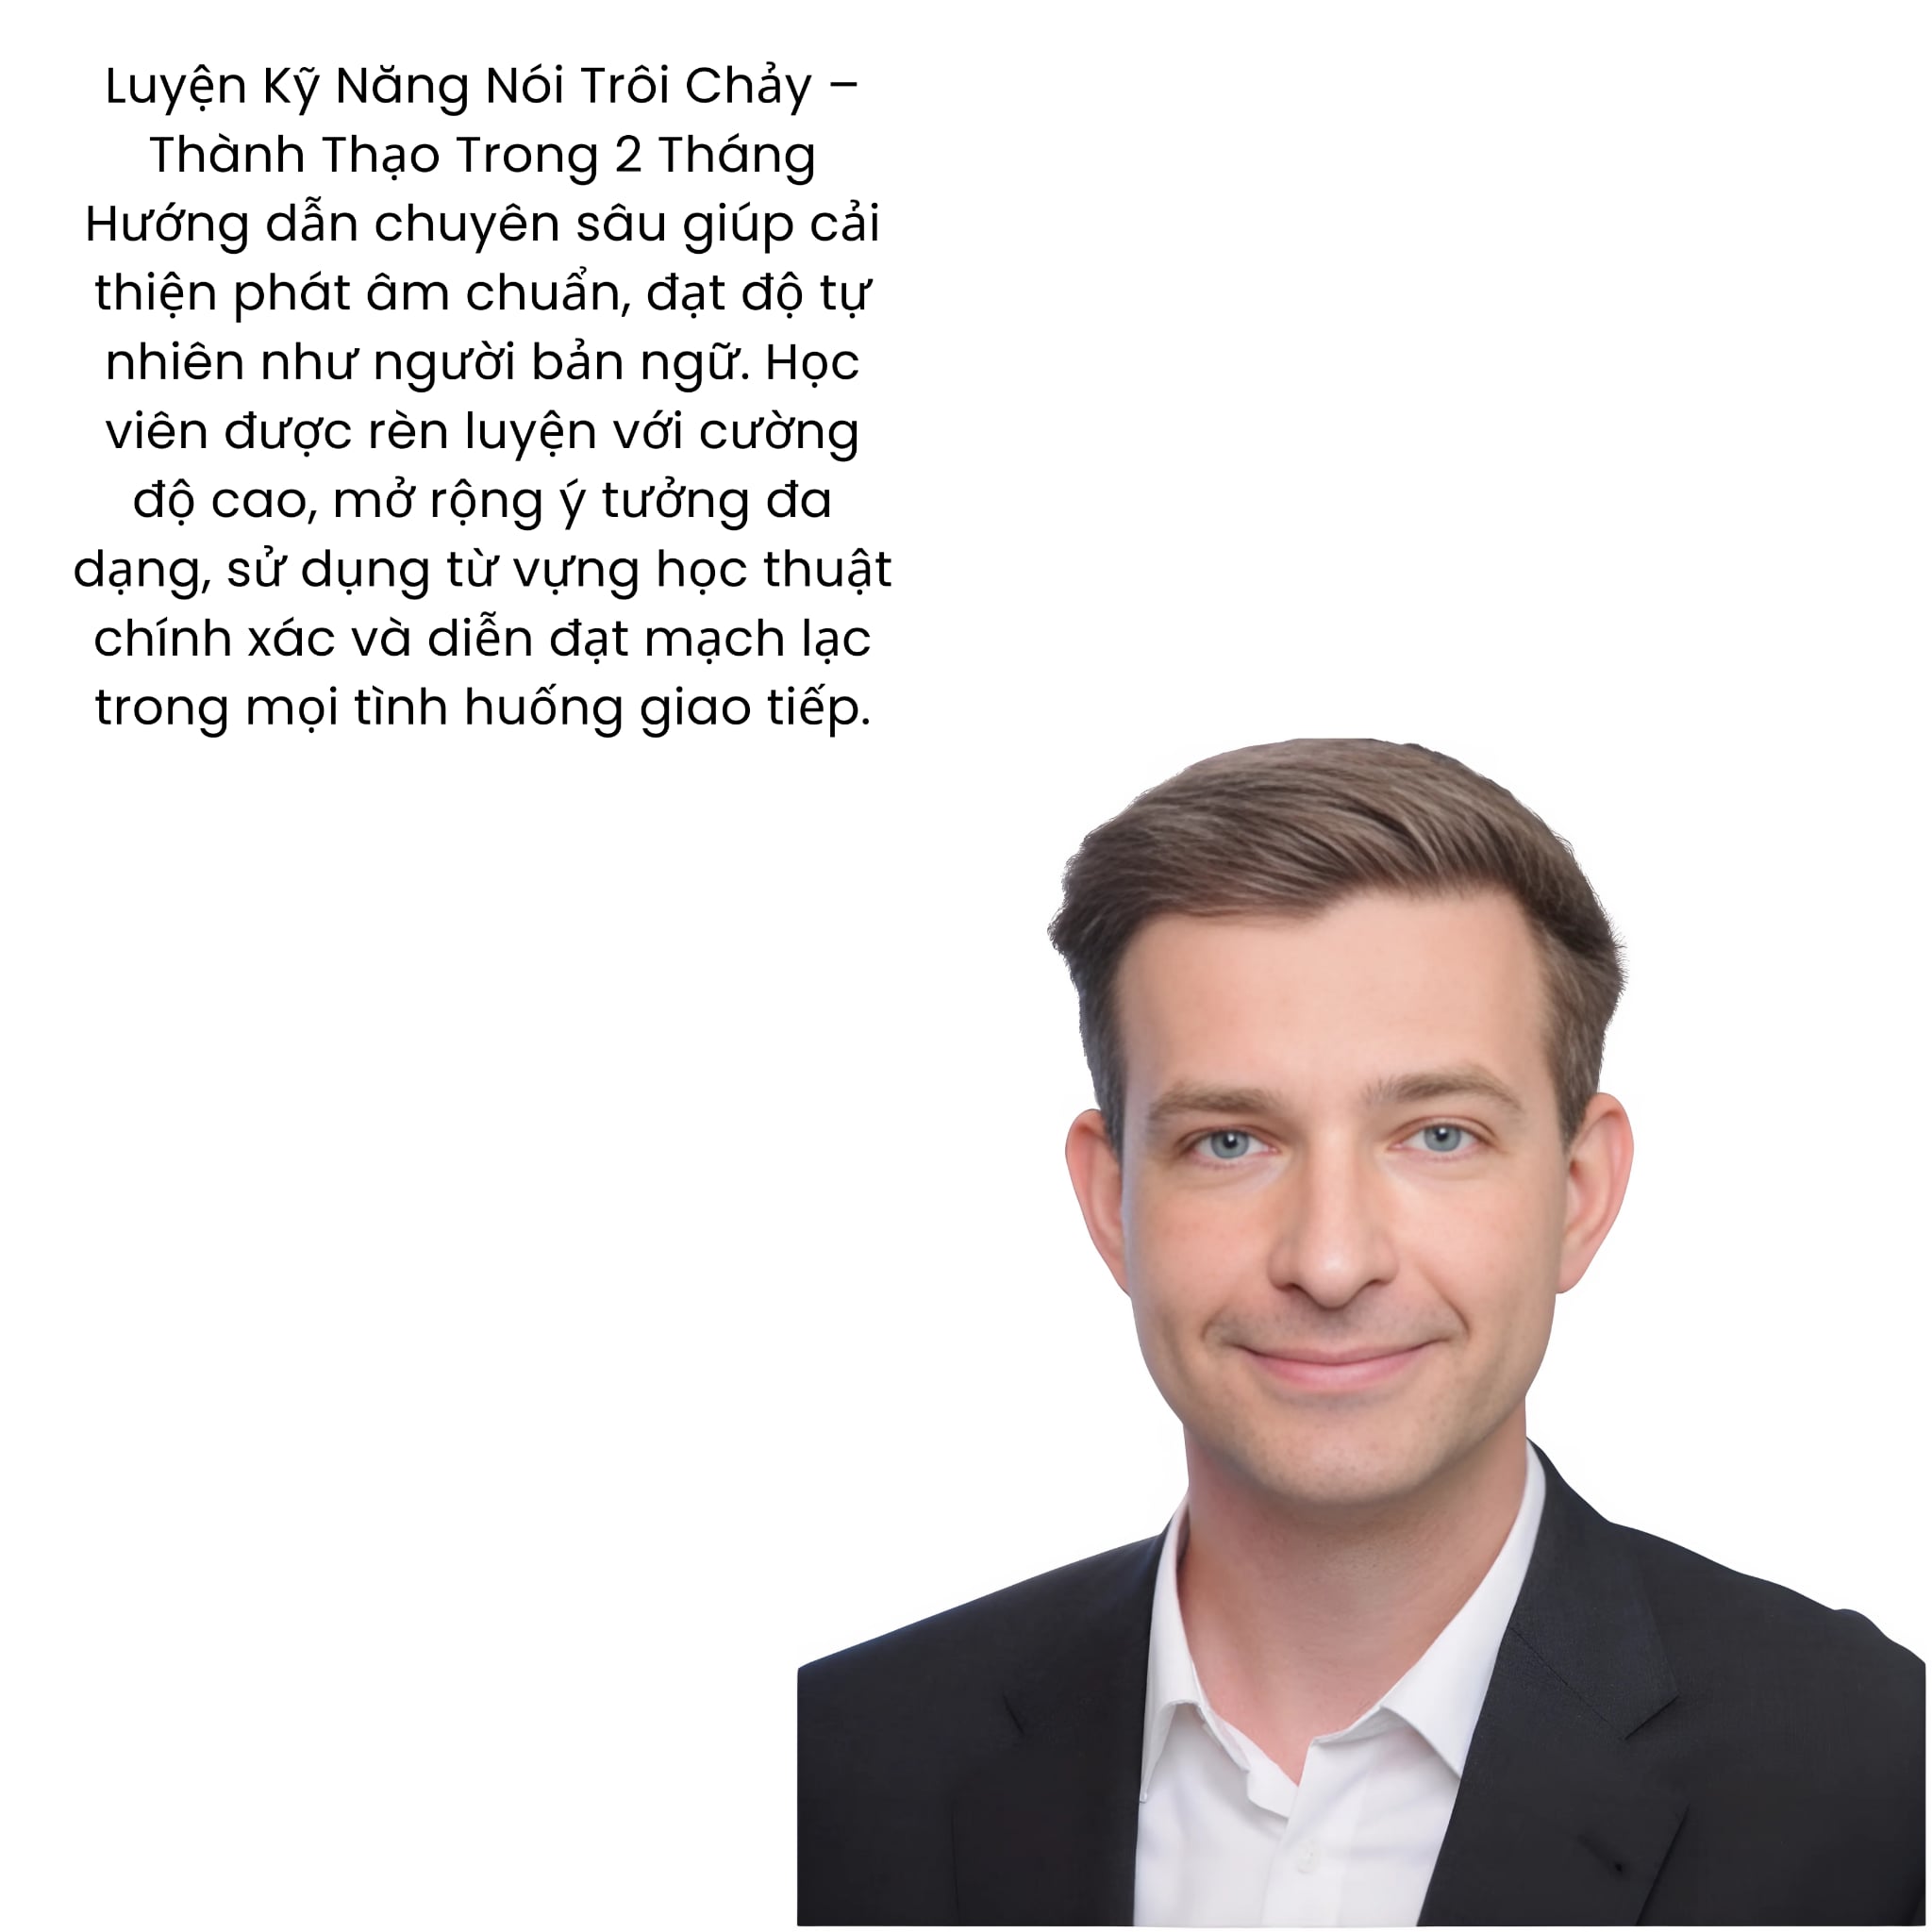 Luyện Kỹ Năng Nói Trôi Chảy –
Thành Thạo Trong 2 Tháng
Hướng dẫn chuyên sâu giúp cải
thiện phát âm chuẩn, đạt độ tự
nhiên như người bản ngữ. Học
viên được rèn luyện với cường
độ cao, mở rộng ý tưởng đa
dạng, sử dụng từ vựng học thuật
chính xác và diễn đạt mạch lạc
trong mọi tình huống giao tiếp.